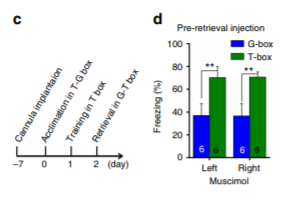 c
Cannula implantaion
Acclimation in T-G box
Training in T box
Retrieval in G-T box
-7 0 1 2 (day)
d
Pre-retrieval injection
G-box
T-box
Freezing (%)
100
80
60
40
20
0
** **
6 6 6 6
Left Right
Muscimol